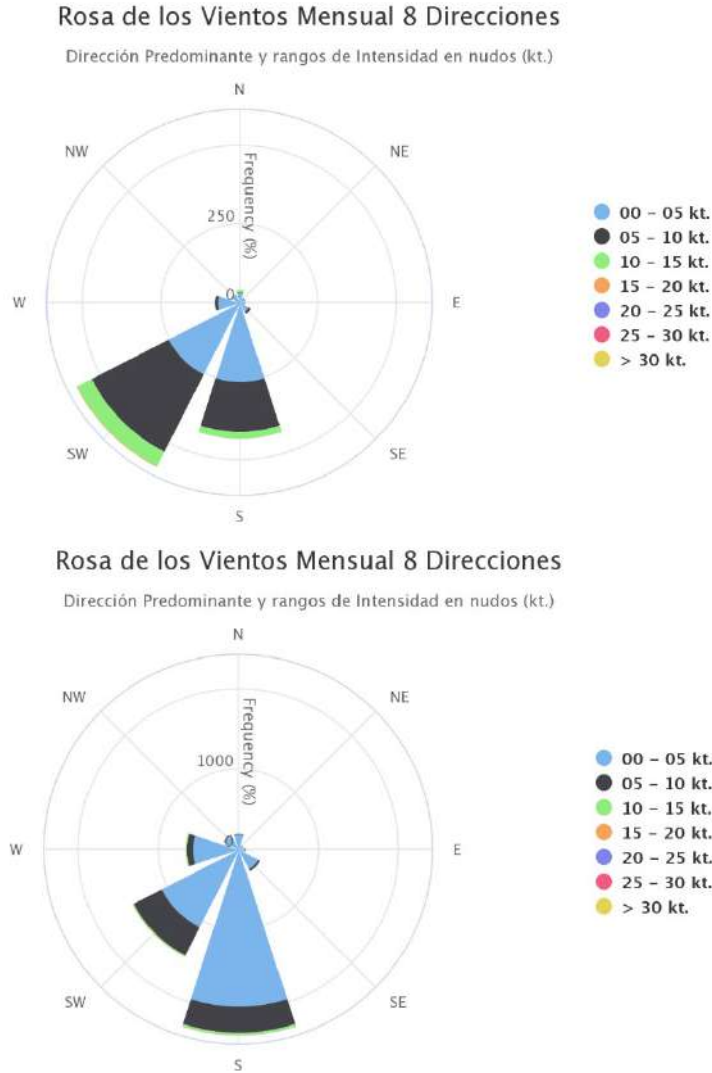 Rosa de los Vientos Mensual 8 Direcciones
Dirección Predominante y rangos de Intensidad en nudos (kt.)
N
NW
NE
Frequency (%)
250
0
W
E
SW
SE
S
00 – 05 kt.
05 – 10 kt.
10 – 15 kt.
15 – 20 kt.
20 – 25 kt.
25 – 30 kt.
> 30 kt.
Rosa de los Vientos Mensual 8 Direcciones
Dirección Predominante y rangos de Intensidad en nudos (kt.)
N
NW
NE
Frequency (%)
1000
0
W
E
SW
SE
S
00 – 05 kt.
05 – 10 kt.
10 – 15 kt.
15 – 20 kt.
20 – 25 kt.
25 – 30 kt.
> 30 kt.